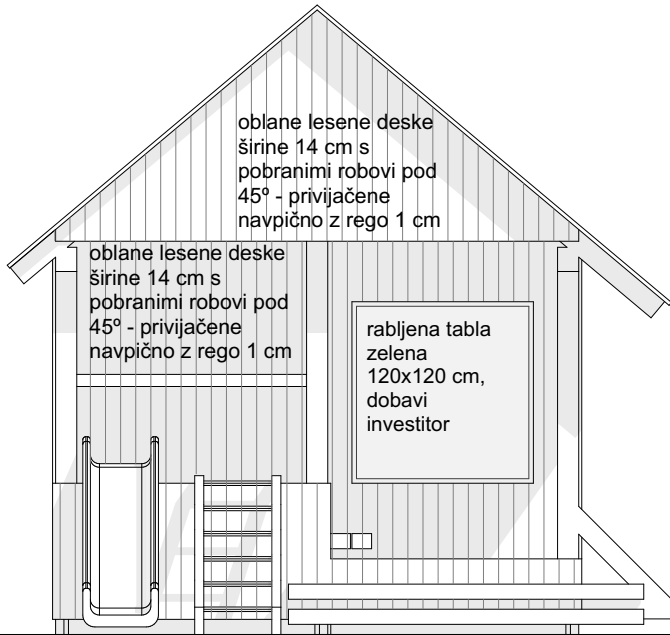 oblane lesene deske
širine 14 cm s
pobranimi robovi pod
45º - privijačene
navpično z rego 1 cm
oblane lesene deske
širine 14 cm s
pobranimi robovi pod
45º - privijačene
navpično z rego 1 cm
rabljena tabla
zelena
120x120 cm,
dobavi
investitor